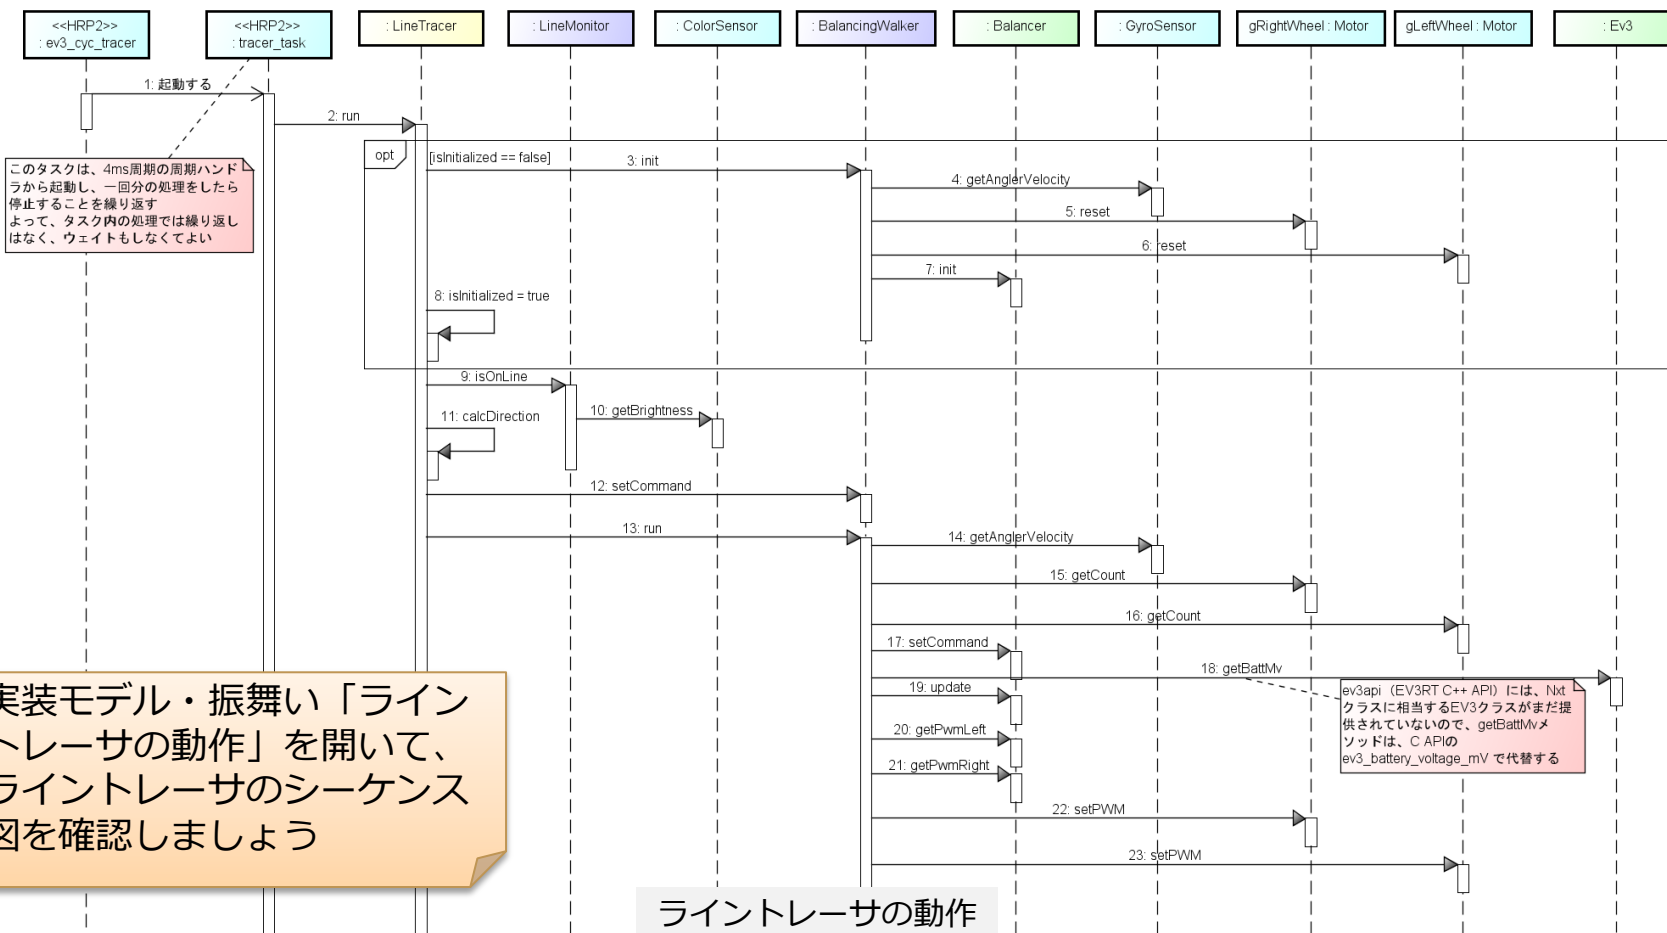 <<HRP2>>
: ev3_cyc_tracer
<<HRP2>>
: tracer_task
: LineTracer
: LineMonitor
: ColorSensor
: BalancingWalker
: Balancer
: GyroSensor
gRightWheel : Motor
gLeftWheel : Motor
: Ev3
1: 起動する
2: run
このタスクは、4ms周期の周期ハンド
ラから起動し、一回分の処理をしたら
停止することを繰り返す
よって、タスク内の処理では繰り返し
はなく、ウェイトもしなくてよい
opt
[isInitialized == false]
3: init
4: getAnglerVelocity
5: reset
6: reset
7: init
8: isInitialized = true
9: isOnLine
10: getBrightness
11: calcDirection
12: setCommand
13: run
14: getAnglerVelocity
15: getCount
16: getCount
17: setCommand
18: getBattMv
19: update
20: getPwmLeft
21: getPwmRight
22: setPWM
23: setPWM
ev3api（EV3RT C++ API）には、Nxt
クラスに相当するEV3クラスがまだ提
供されていないので、getBattMvメ
ソッドは、C APIの
ev3_battery_voltage_mV で代替する
実装モデル・振舞い「ライン
トレーサの動作」を開いて、
ライントレーサのシーケンス
図を確認しましょう
ライントレーサの動作